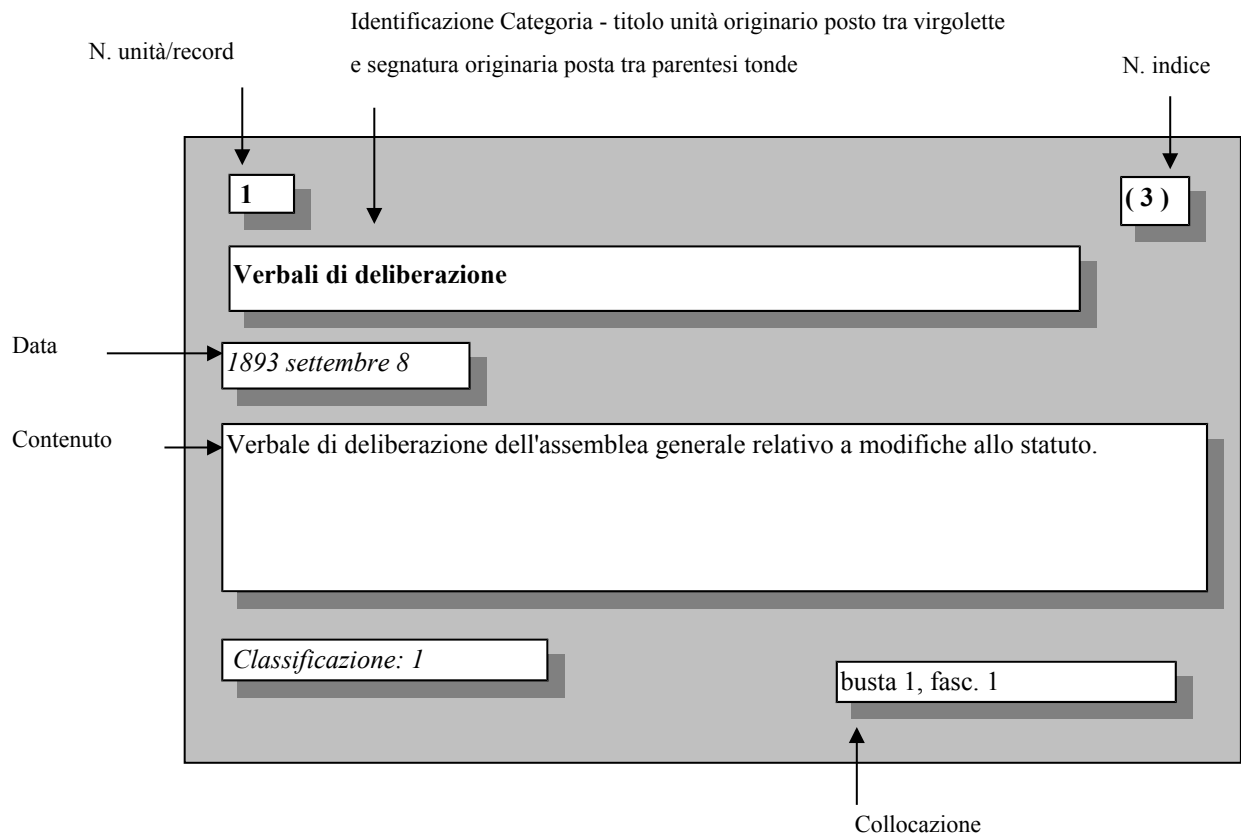 Identificazione Categoria - titolo unità originario posto tra virgolette
e segnatura originaria posta tra parentesi tonde
N. unità/record
N. indice
1
( 3 )
Verbali di deliberazione
Data
1893 settembre 8
Contenuto
Verbale di deliberazione dell'assemblea generale relativo a modifiche allo statuto.
Classificazione: 1
busta 1, fasc. 1
Collocazione